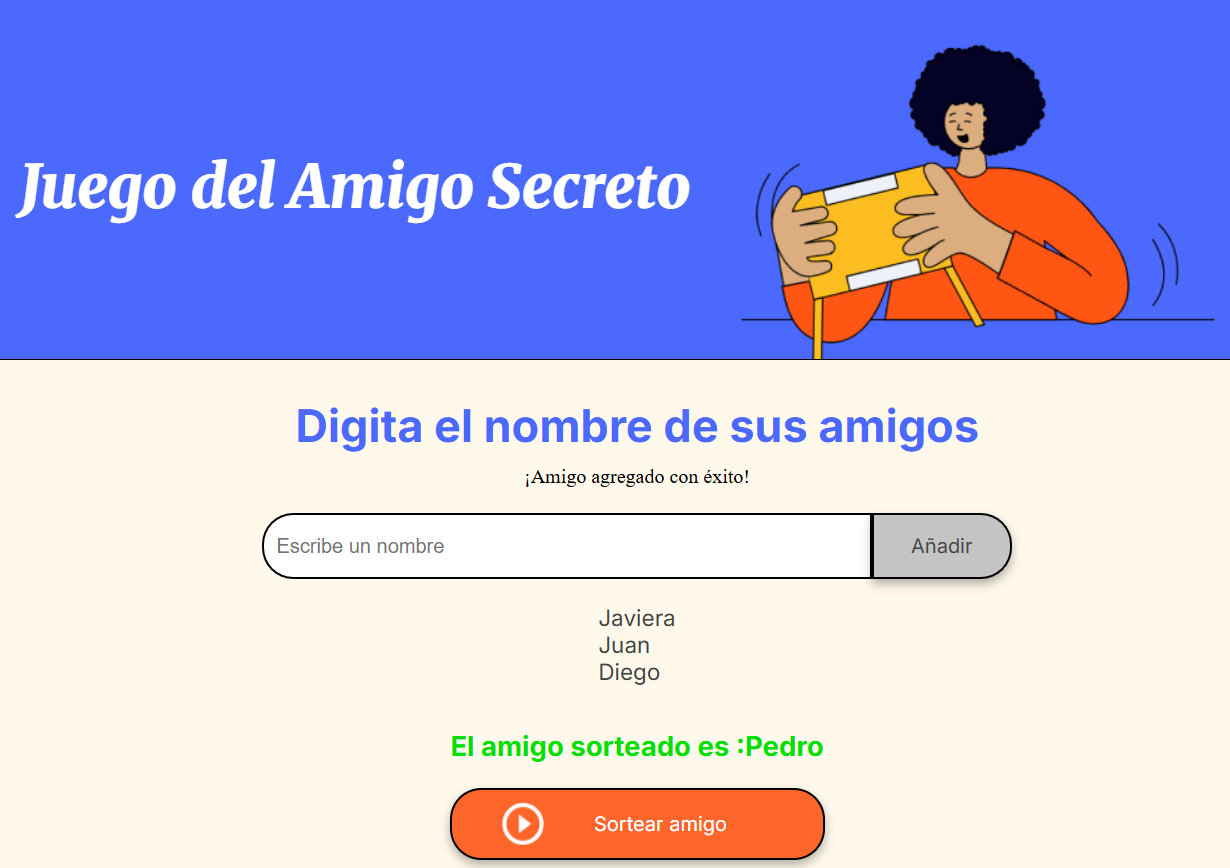 Juego del Amigo Secreto
Digita el nombre de sus amigos
¡Amigo agregado con éxito!
Escribe un nombre
Añadir
Javiera
Juan
Diego
El amigo sorteado es :Pedro
Sortear amigo